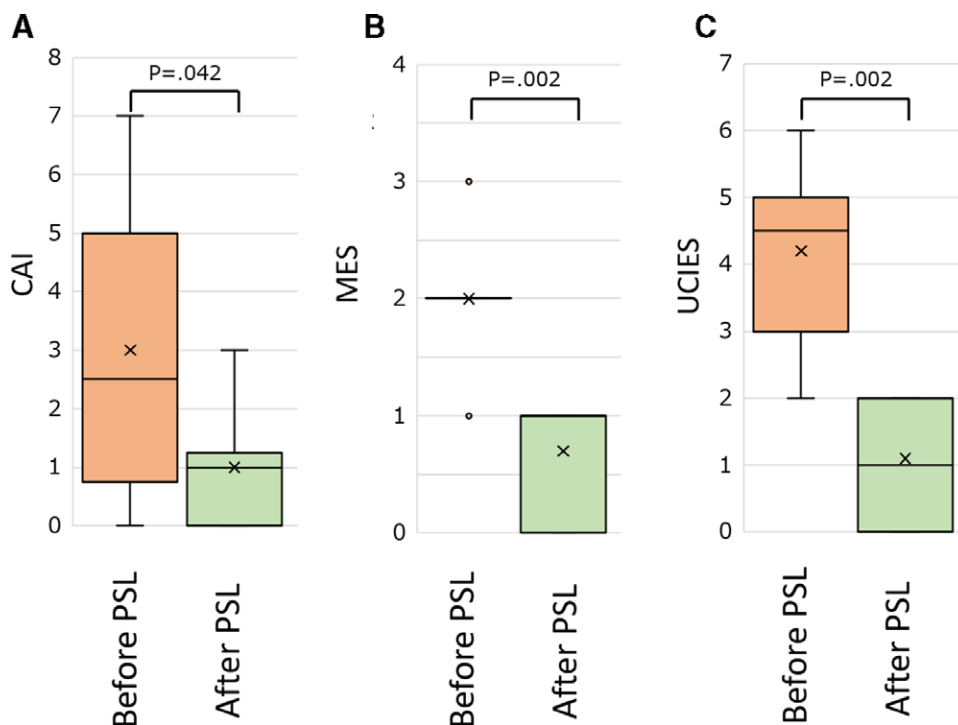 A
P=.042
8
7
6
5
4
3
2
1
0
CAI
Before PSL
After PSL
B
P=.002
4
3
2
1
0
MES
Before PSL
After PSL
C
P=.002
7
6
5
4
3
2
1
0
UCIES
Before PSL
After PSL